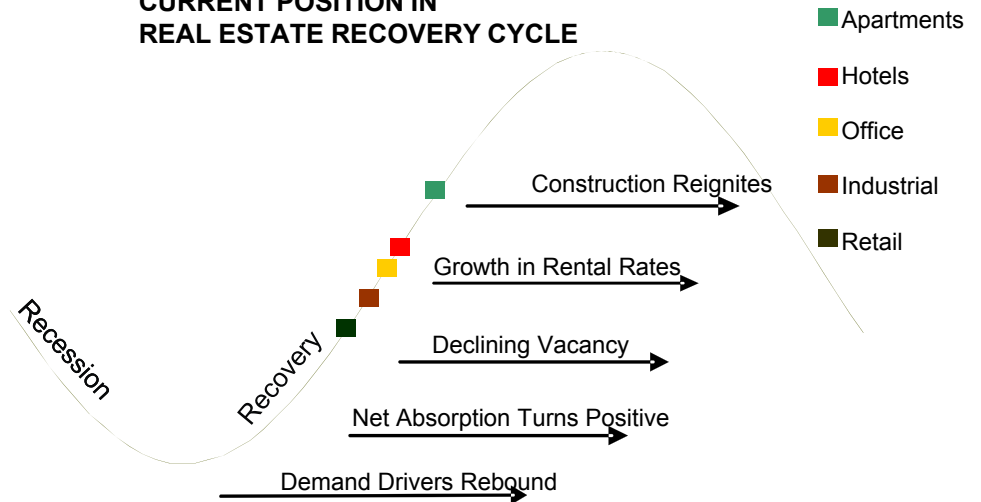 CURRENT POSITION IN
REAL ESTATE RECOVERY CYCLE
Apartments
Hotels
Office
Industrial
Retail
Construction Reignites
Growth in Rental Rates
Declining Vacancy
Net Absorption Turns Positive
Demand Drivers Rebound
Recession
Recovery